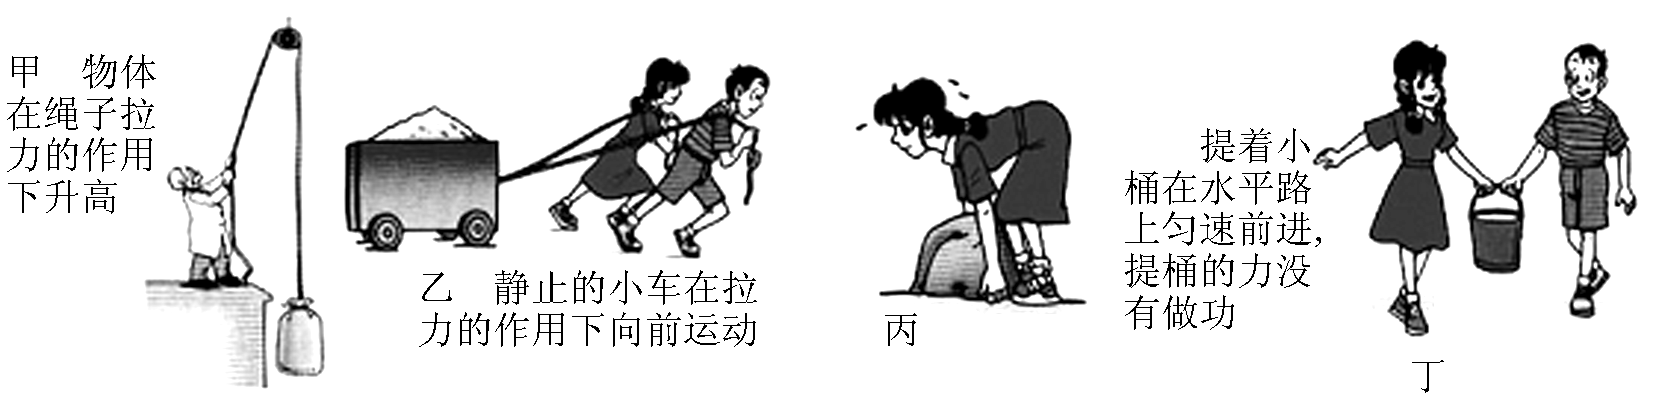 甲　物体
在绳子拉
力的作用
下升高
乙　静止的小车在拉
力的作用下向前运动
丙
提着小
桶在水平路
上匀速前进,
提桶的力没
有做功
丁